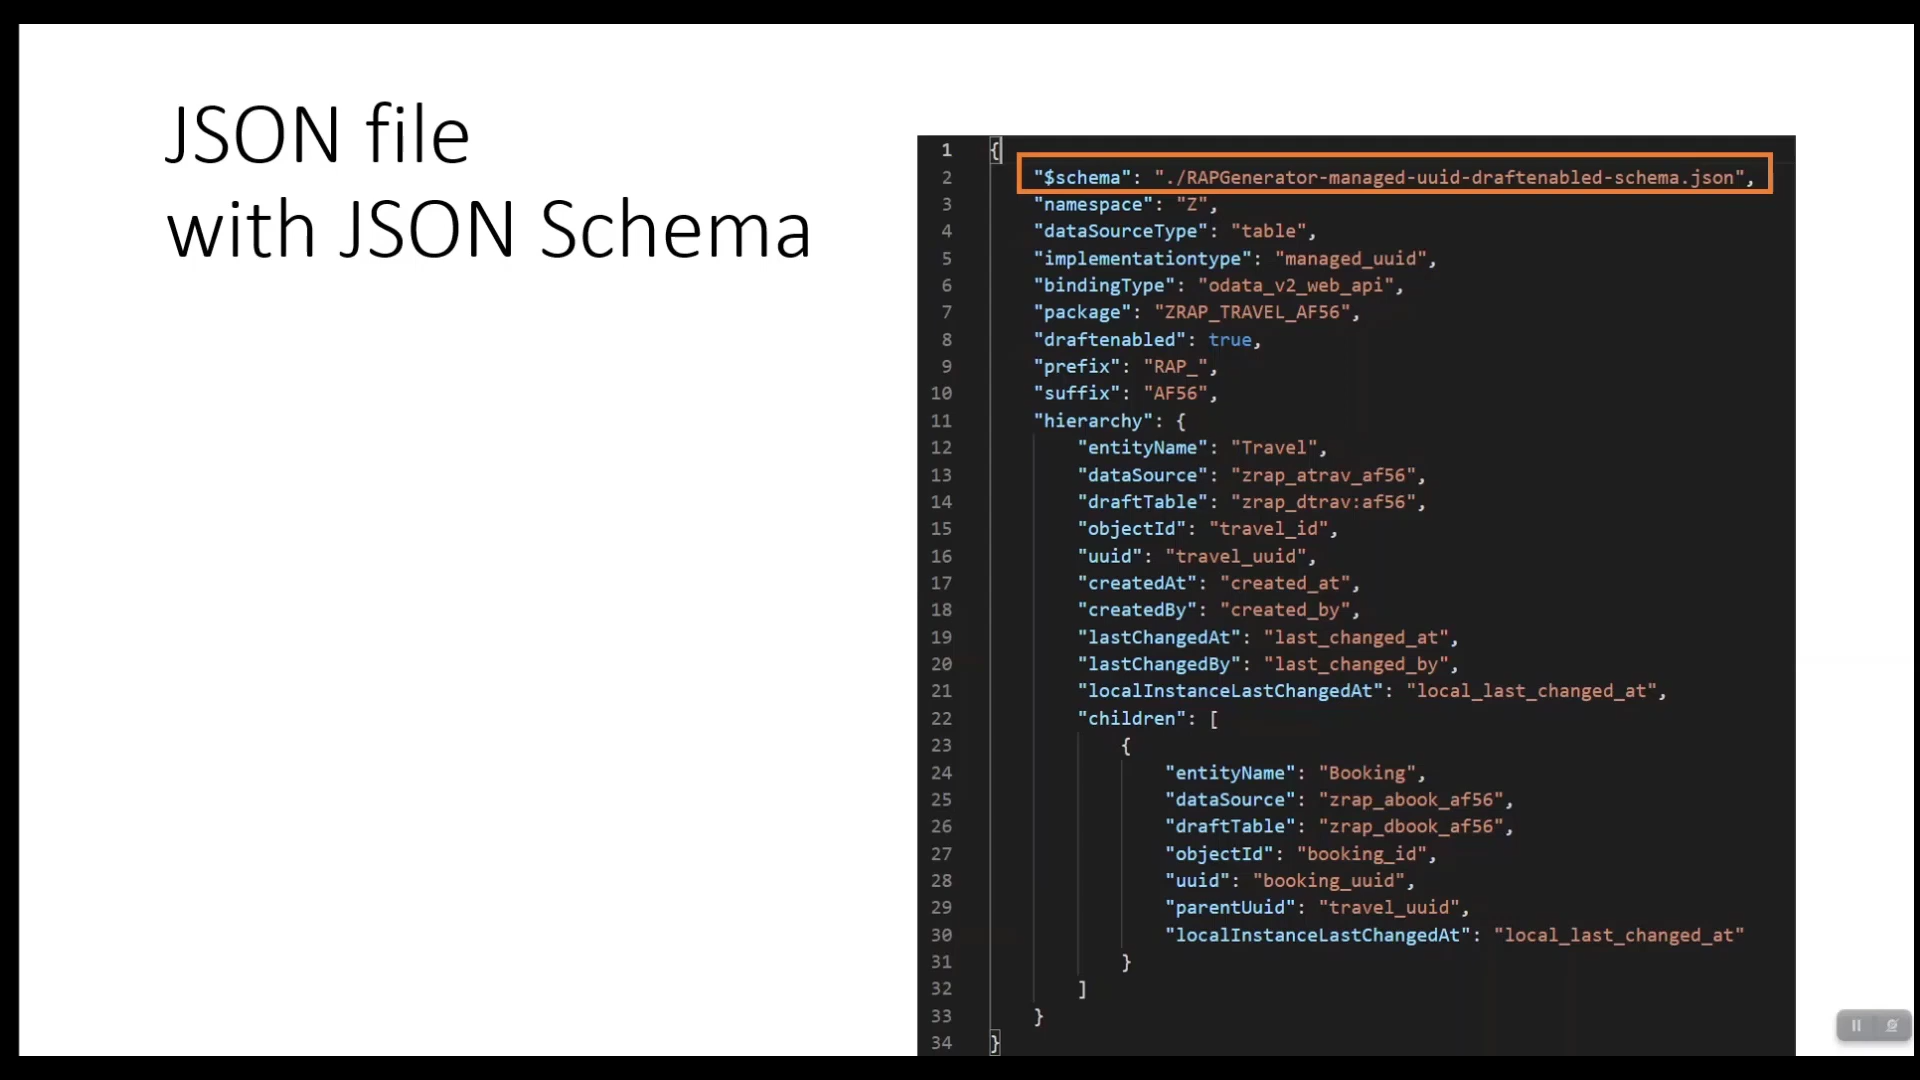 JSON file
with JSON Schema
1 {
2 "$schema": "./RAPGenerator-managed-uuid-draftenabled-schema.json",
3 "namespace": "Z",
4 "dataSourceType": "table",
5 "implementationtype": "managed_uuid",
6 "bindingType": "odata_v2_web_api",
7 "package": "ZRAP_TRAVEL_AF56",
8 "draftenabled": true,
9 "prefix": "RAP_",
10 "suffix": "AF56",
11 "hierarchy": {
12 "entityName": "Travel",
13 "dataSource": "zrap_atrav_af56",
14 "draftTable": "zrap_dtrav:af56",
15 "objectId": "travel_id",
16 "uuid": "travel_uuid",
17 "createdAt": "created_at",
18 "createdBy": "created_by",
19 "lastChangedAt": "last_changed_at",
20 "lastChangedBy": "last_changed_by",
21 "localInstanceLastChangedAt": "local_last_changed_at",
22 "children": [
23 {
24 "entityName": "Booking",
25 "dataSource": "zrap_abook_af56",
26 "draftTable": "zrap_dbook_af56",
27 "objectId": "booking_id",
28 "uuid": "booking_uuid",
29 "parentUuid": "travel_uuid",
30 "localInstanceLastChangedAt": "local_last_changed_at"
31 }
32 ]
33 }
34 }